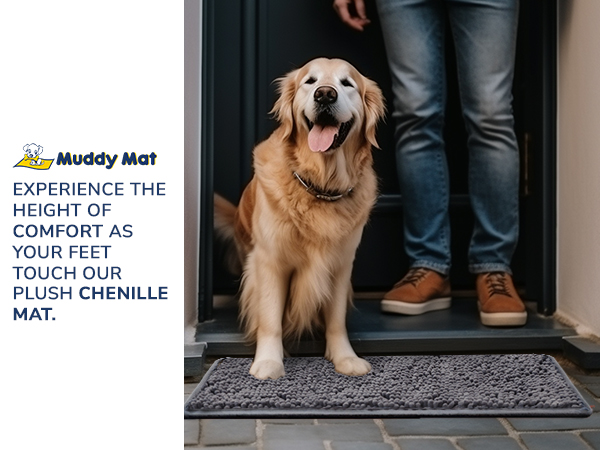 Muddy Mat
EXPERIENCE THE
HEIGHT OF
COMFORT AS
YOUR FEET
TOUCH OUR
PLUSH CHENILLE
MAT.